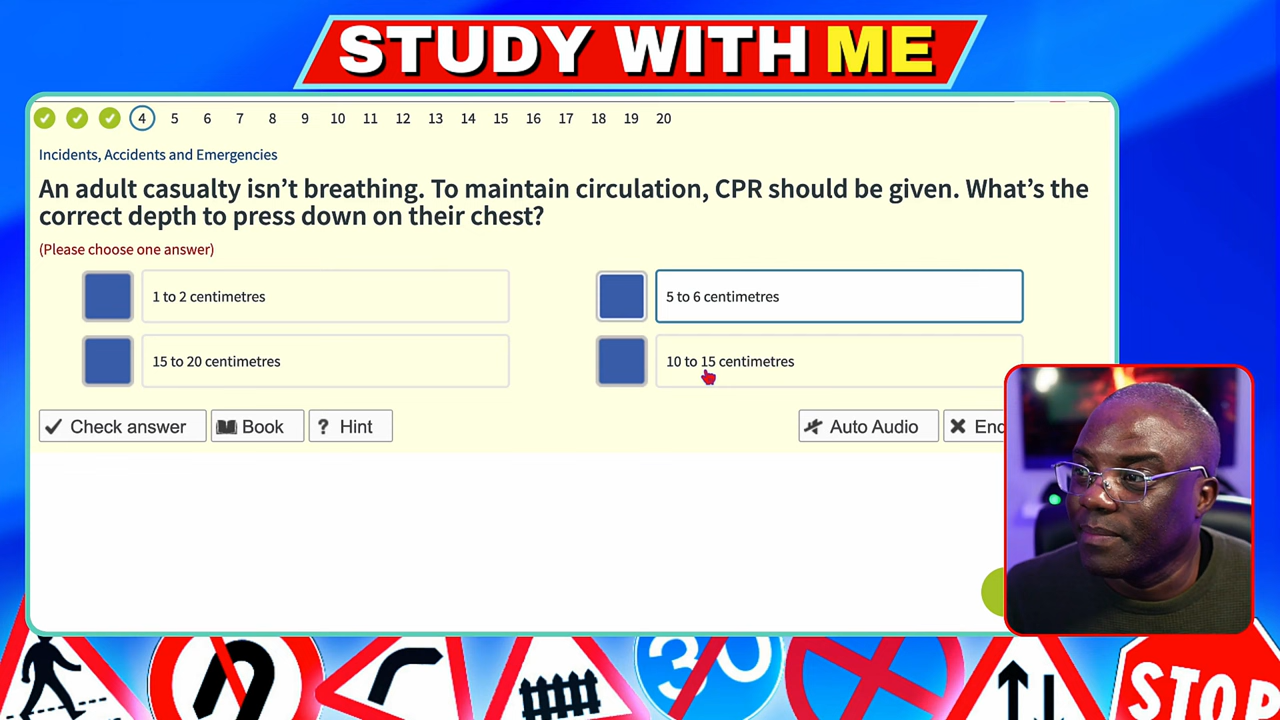 STUDY WITH ME
4 5 6 7 8 9 10 11 12 13 14 15 16 17 18 19 20
Incidents, Accidents and Emergencies
An adult casualty isn't breathing. To maintain circulation, CPR should be given. What's the
correct depth to press down on their chest?
(Please choose one answer)
1 to 2 centimetres
5 to 6 centimetres
15 to 20 centimetres
10 to 15 centimetres
Check answer
Book
? Hint
Auto Audio
30
STOP